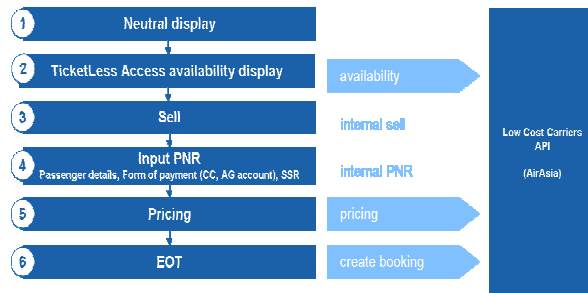 1 Neutral display
2 TicketLess Access availability display
availability
3 Sell
internal sell
4 Input PNR
Passenger details, Form of payment (CC, AG account), SSR
internal PNR
5 Pricing
pricing
6 EOT
create booking
Low Cost Carriers
API
(AirAsia)